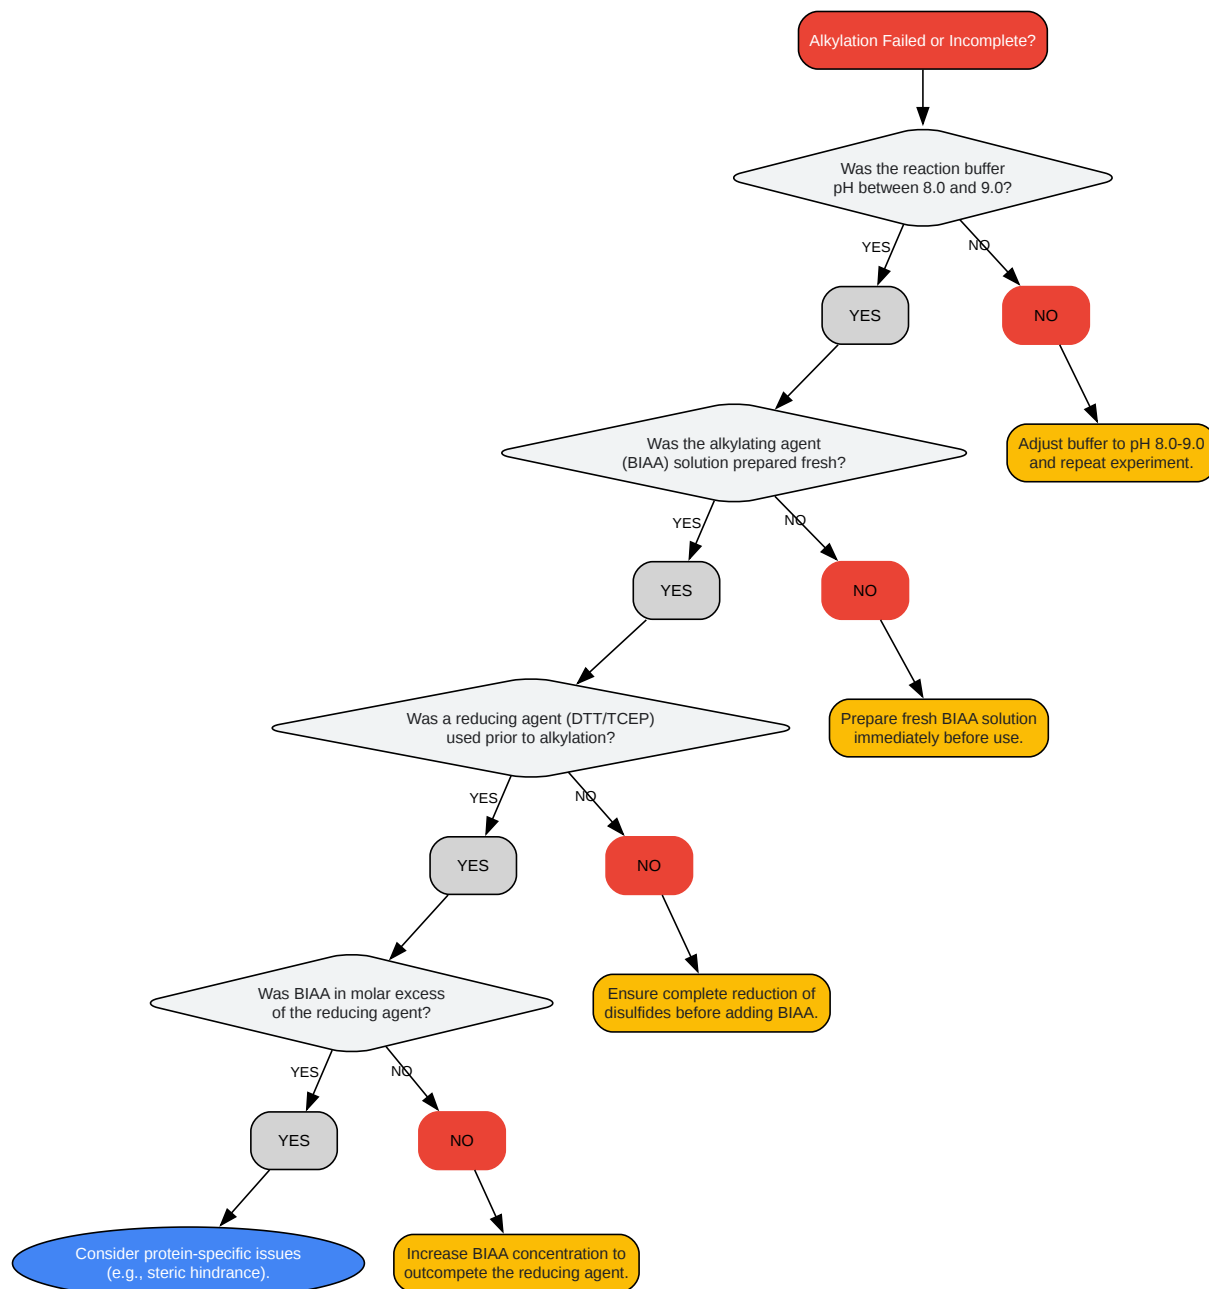 Alkylation Failed or Incomplete?
Was the reaction buffer
pH between 8.0 and 9.0?
YES
NO
YES
NO
Was the alkylating agent
(BIAA) solution prepared fresh?
Adjust buffer to pH 8.0-9.0
and repeat experiment.
YES
NO
YES
NO
Was a reducing agent (DTT/TCEP)
used prior to alkylation?
Prepare fresh BIAA solution
immediately before use.
YES
NO
YES
NO
Was BIAA in molar excess
of the reducing agent?
Ensure complete reduction of
disulfides before adding BIAA.
YES
NO
YES
NO
Consider protein-specific issues
(e.g., steric hindrance).
Increase BIAA concentration to
outcompete the reducing agent.